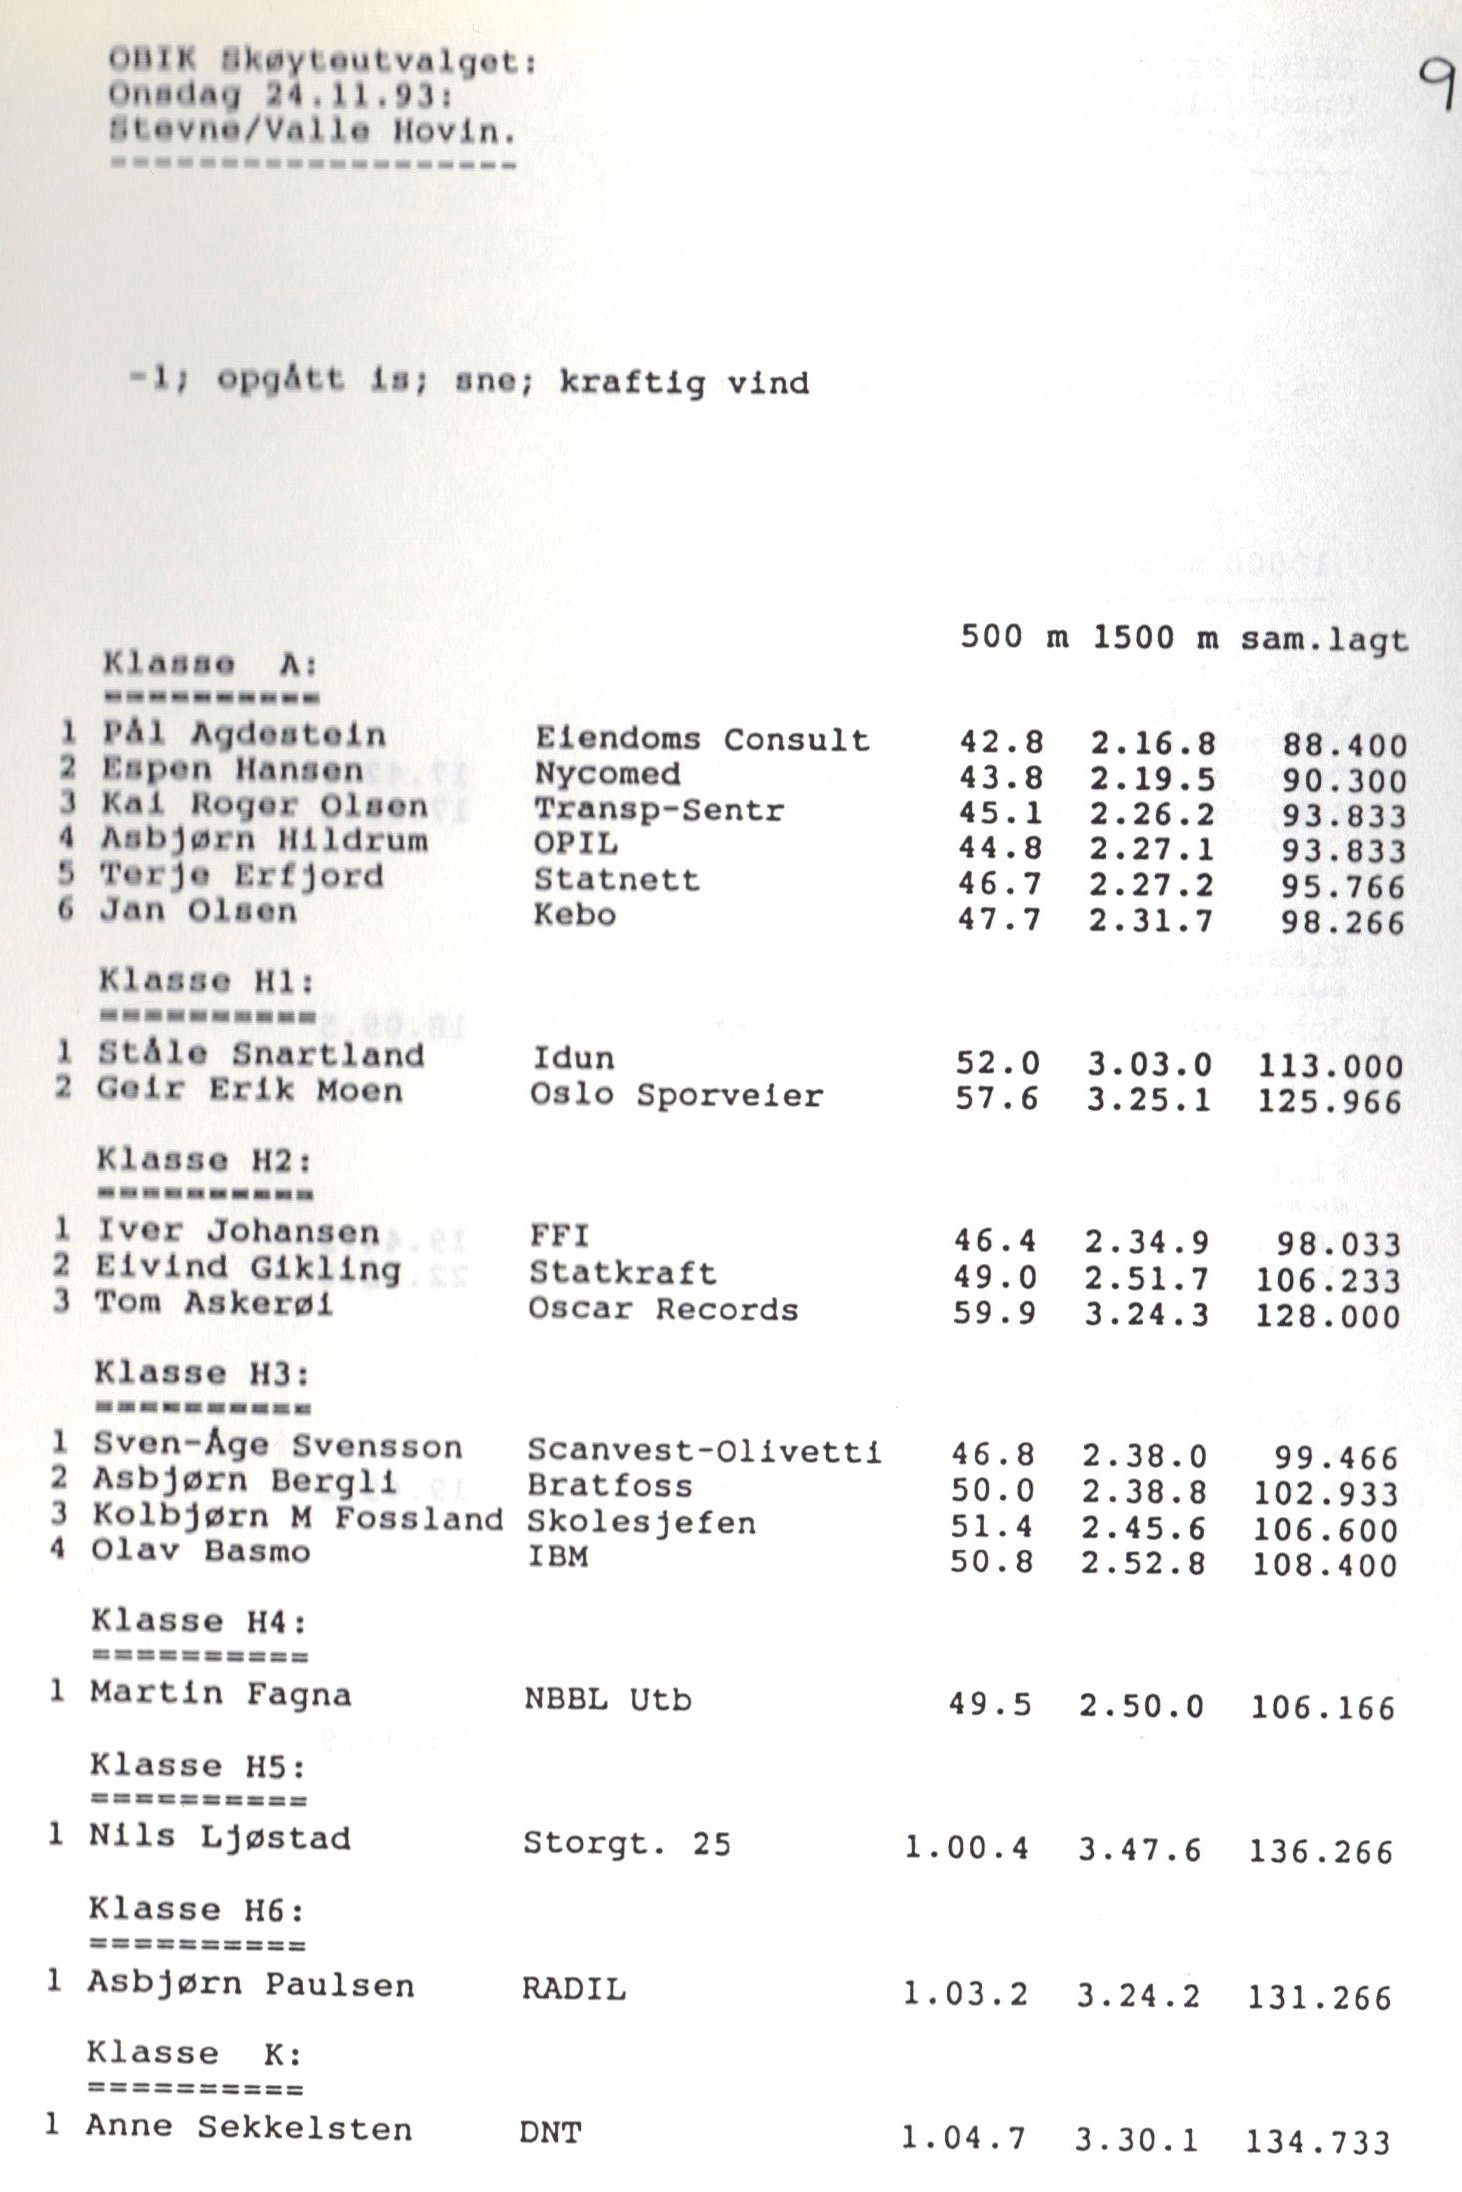 OBIK Skøyteutvalget:
9
Onsdag 24.11.93:
Stevne/Valle Hovin.
-------------------
-1; opgått is; sne; kraftig vind
500 m 1500 m sam.lagt
Klasse  A:
==========
1 Pål Agdestein Eiendoms Consult 42.8 2.16.8 88.400
2 Espen Hansen Nycomed 43.8 2.19.5 90.300
3 Kai Roger Olsen Transp-Sentr 45.1 2.26.2 93.833
4 Asbjørn Hildrum OPIL 44.8 2.27.1 93.833
5 Terje Erfjord Statnett 46.7 2.27.2 95.766
6 Jan Olsen Kebo 47.7 2.31.7 98.266
Klasse H1:
==========
1 Ståle Snartland Idun 52.0 3.03.0 113.000
2 Geir Erik Moen Oslo Sporveier 57.6 3.25.1 125.966
Klasse H2:
==========
1 Iver Johansen FFI 46.4 2.34.9 98.033
2 Eivind Gikling Statkraft 49.0 2.51.7 106.233
3 Tom Askerøi Oscar Records 59.9 3.24.3 128.000
Klasse H3:
==========
1 Sven-Åge Svensson Scanvest-Olivetti 46.8 2.38.0 99.466
2 Asbjørn Bergli Bratfoss 50.0 2.38.8 102.933
3 Kolbjørn M Fossland Skolesjefen 51.4 2.45.6 106.600
4 Olav Basmo IBM 50.8 2.52.8 108.400
Klasse H4:
==========
1 Martin Fagna NBBL Utb 49.5 2.50.0 106.166
Klasse H5:
==========
1 Nils Ljøstad Storgt. 25 1.00.4 3.47.6 136.266
Klasse H6:
==========
1 Asbjørn Paulsen RADIL 1.03.2 3.24.2 131.266
Klasse  K:
==========
1 Anne Sekkelsten DNT 1.04.7 3.30.1 134.733